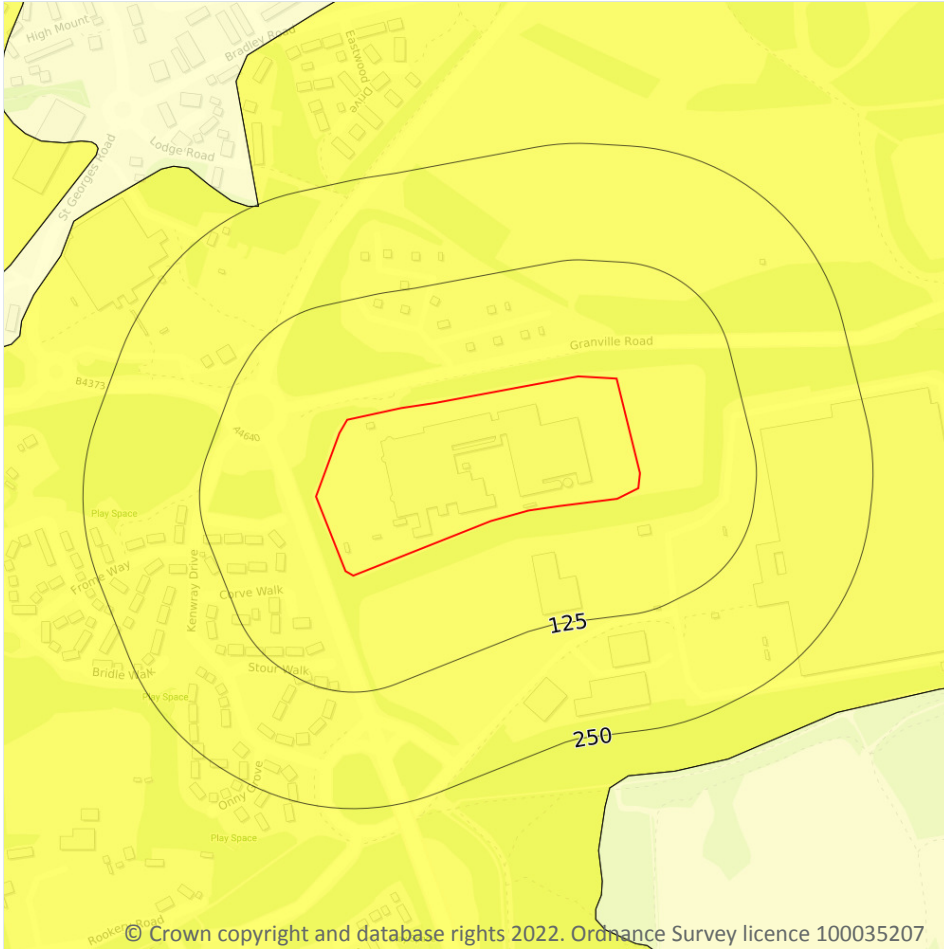 High Mount
Bradley Road
Eastwood Drive
Lodge Road
St Georges Road
Granville Road
B4373
A4640
Play Space
Frome Way
Kenwray Drive
Corve Walk
Stour Walk
Bridle Walk
Play Space
125
250
Onny Grove
Play Space
Rookery Road
© Crown copyright and database rights 2022. Ordnance Survey licence 100035207